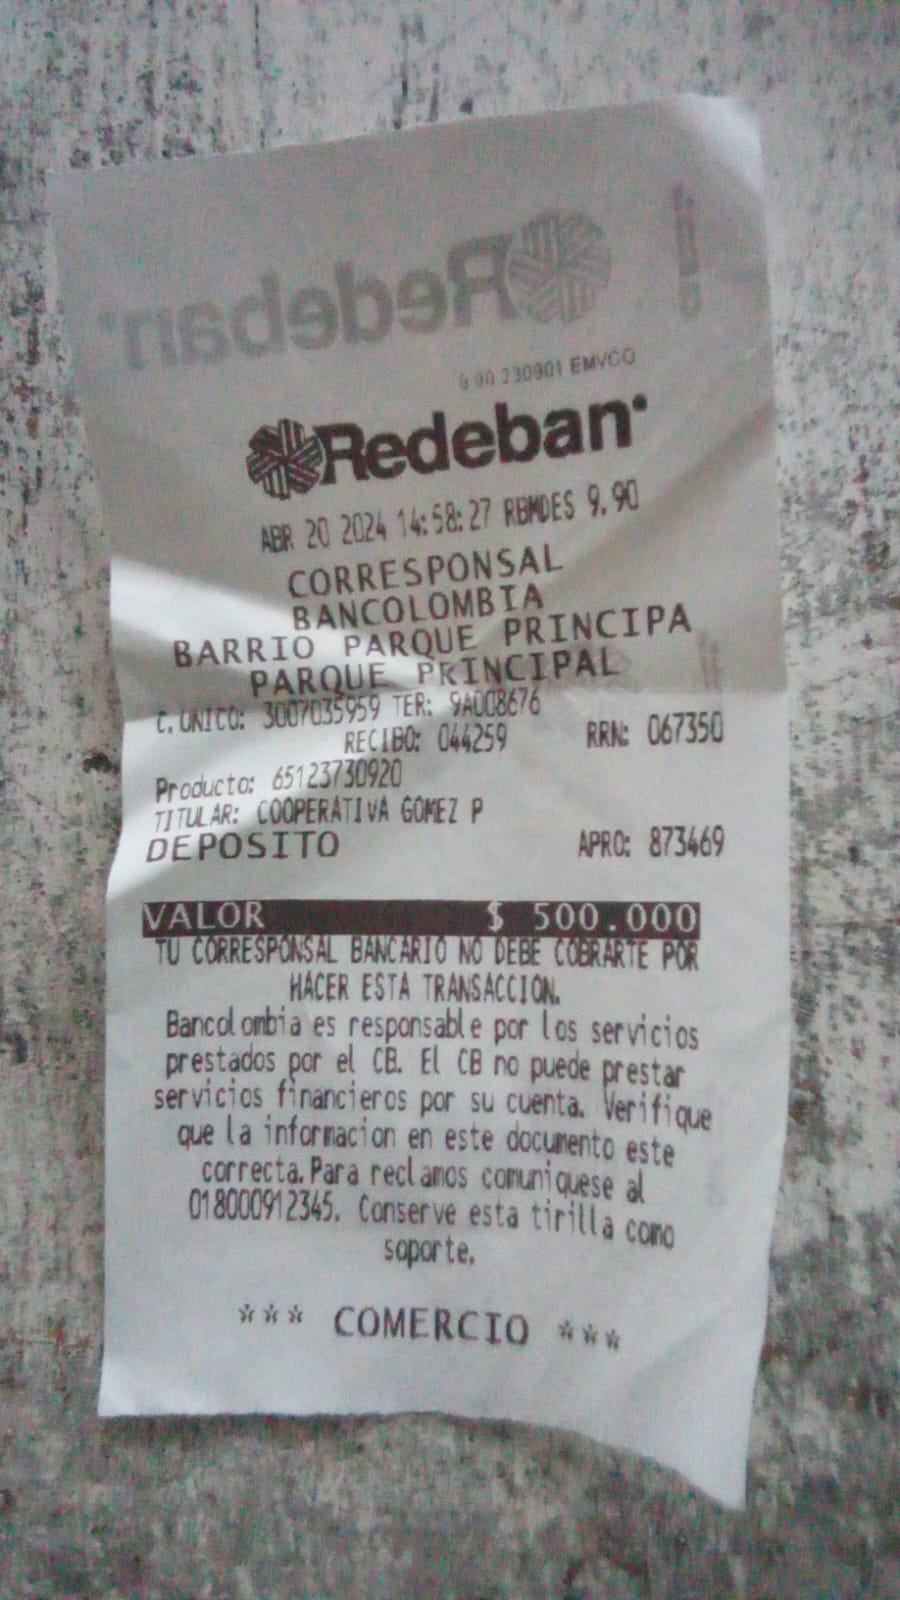 Redeban
9.90 230901 EMVCO
Redeban
ABR 20 2024 14:58:27 RBMDES 9.90
CORRESPONSAL
BANCOLOMBIA
BARRIO PARQUE PRINCIPA
PARQUE PRINCIPAL
C. UNICO: 3007035959 TER: 9A008676
RECIBO: 044259 RRN: 067350
Producto: 65123730920
TITULAR: COOPERATIVA GOMEZ P
DEPOSITO APRO: 873469
VALOR $ 500.000
TU CORRESPONSAL BANCARIO NO DEBE COBRARTE POR
HACER ESTA TRANSACCION.
Bancolombia es responsable por los servicios
prestados por el CB. El CB no puede prestar
servicios financieros por su cuenta. Verifique
que la informacion en este documento este
correcta. Para reclamos comuniquese al
018000912345. Conserve esta tirilla como
soporte.
*** COMERCIO ***